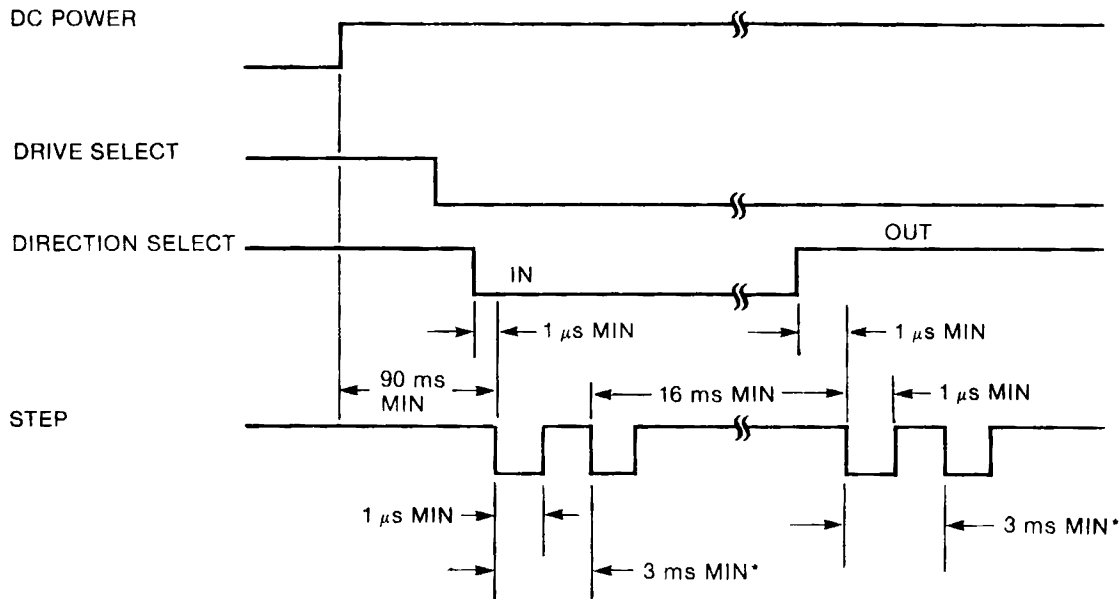 DC POWER
DRIVE SELECT
DIRECTION SELECT
OUT
IN
1 μs MIN
1 μs MIN
90 ms
MIN
16 ms MIN
1 μs MIN
STEP
1 μs MIN
3 ms MIN*
3 ms MIN*